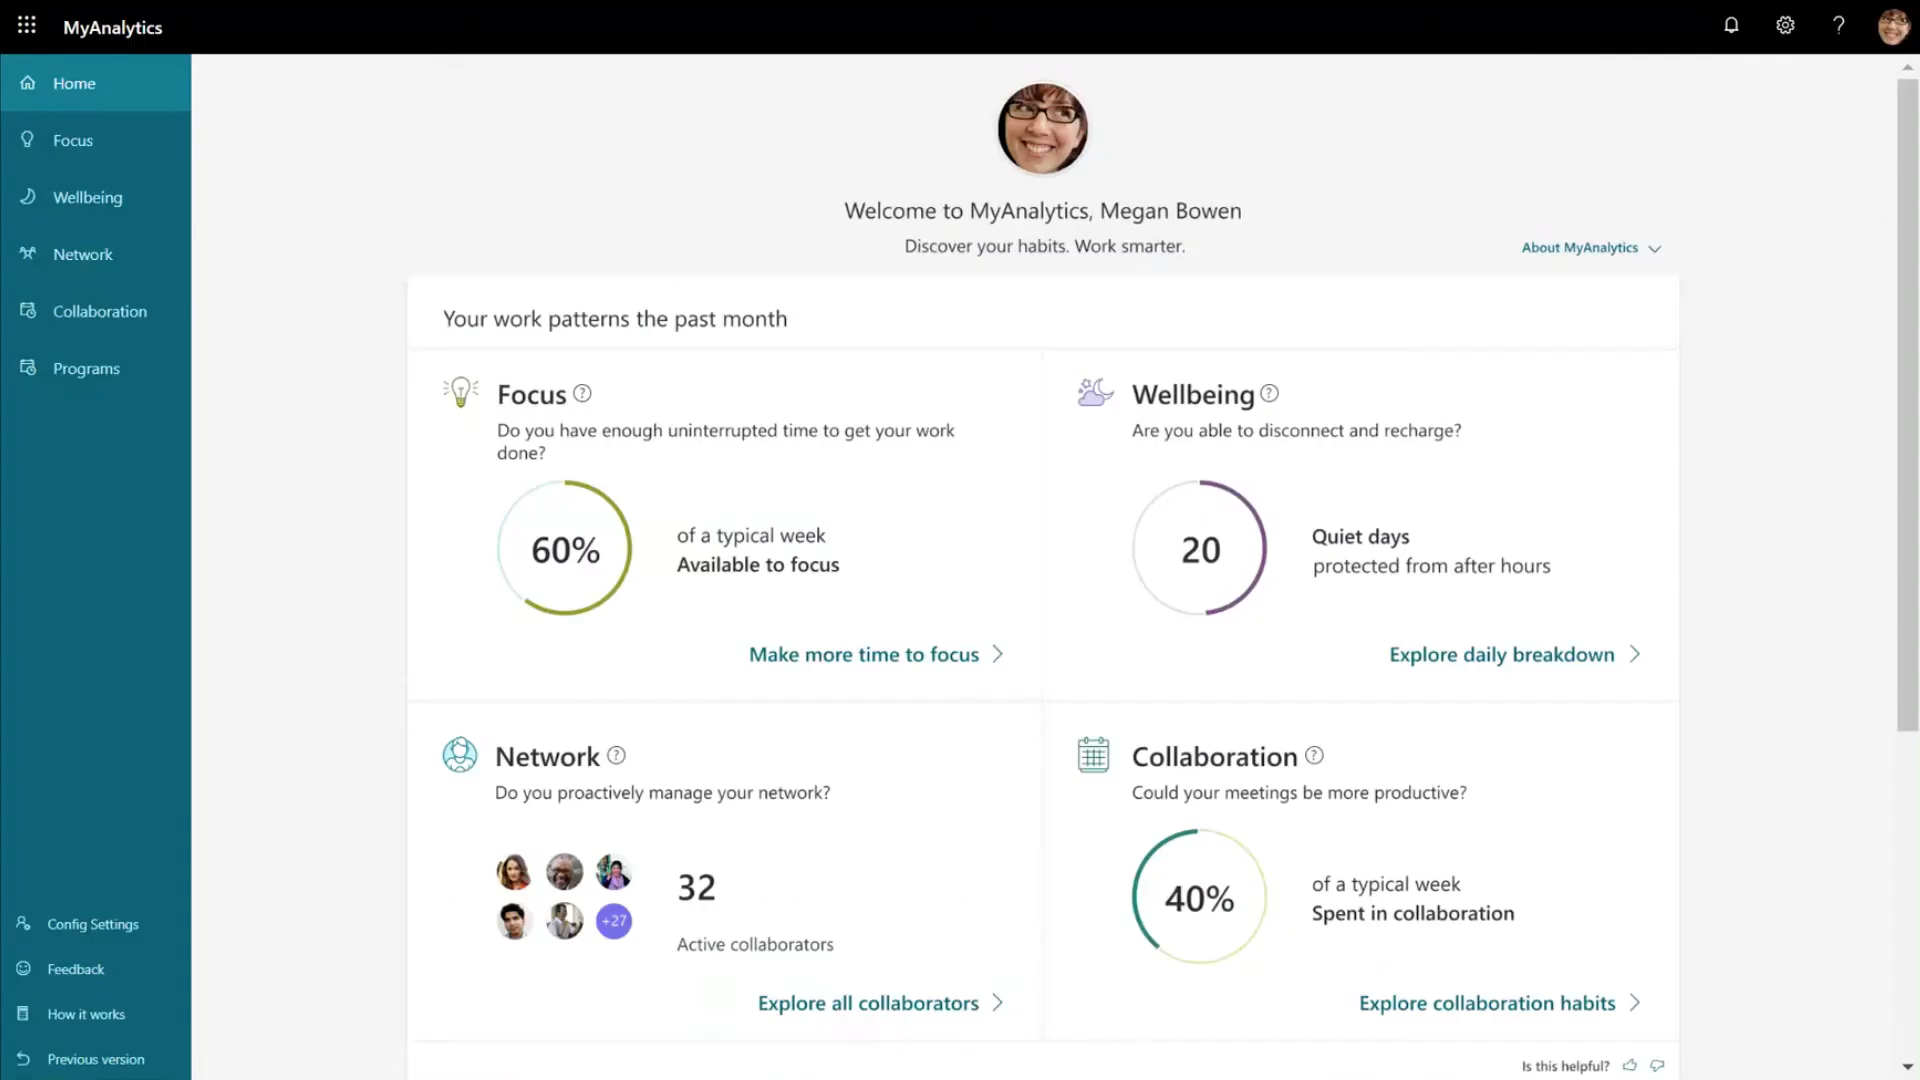 MyAnalytics
?
Home
Focus
Wellbeing
Network
Collaboration
Programs
Config Settings
Feedback
How it works
Previous version
Welcome to MyAnalytics, Megan Bowen
Discover your habits. Work smarter.
About MyAnalytics
Your work patterns the past month
Focus ?
Do you have enough uninterrupted time to get your work
done?
60%
of a typical week
Available to focus
Make more time to focus
Wellbeing ?
Are you able to disconnect and recharge?
20
Quiet days
protected from after hours
Explore daily breakdown
Network ?
Do you proactively manage your network?
+27
32
Active collaborators
Explore all collaborators
Collaboration ?
Could your meetings be more productive?
40%
of a typical week
Spent in collaboration
Explore collaboration habits
Is this helpful?